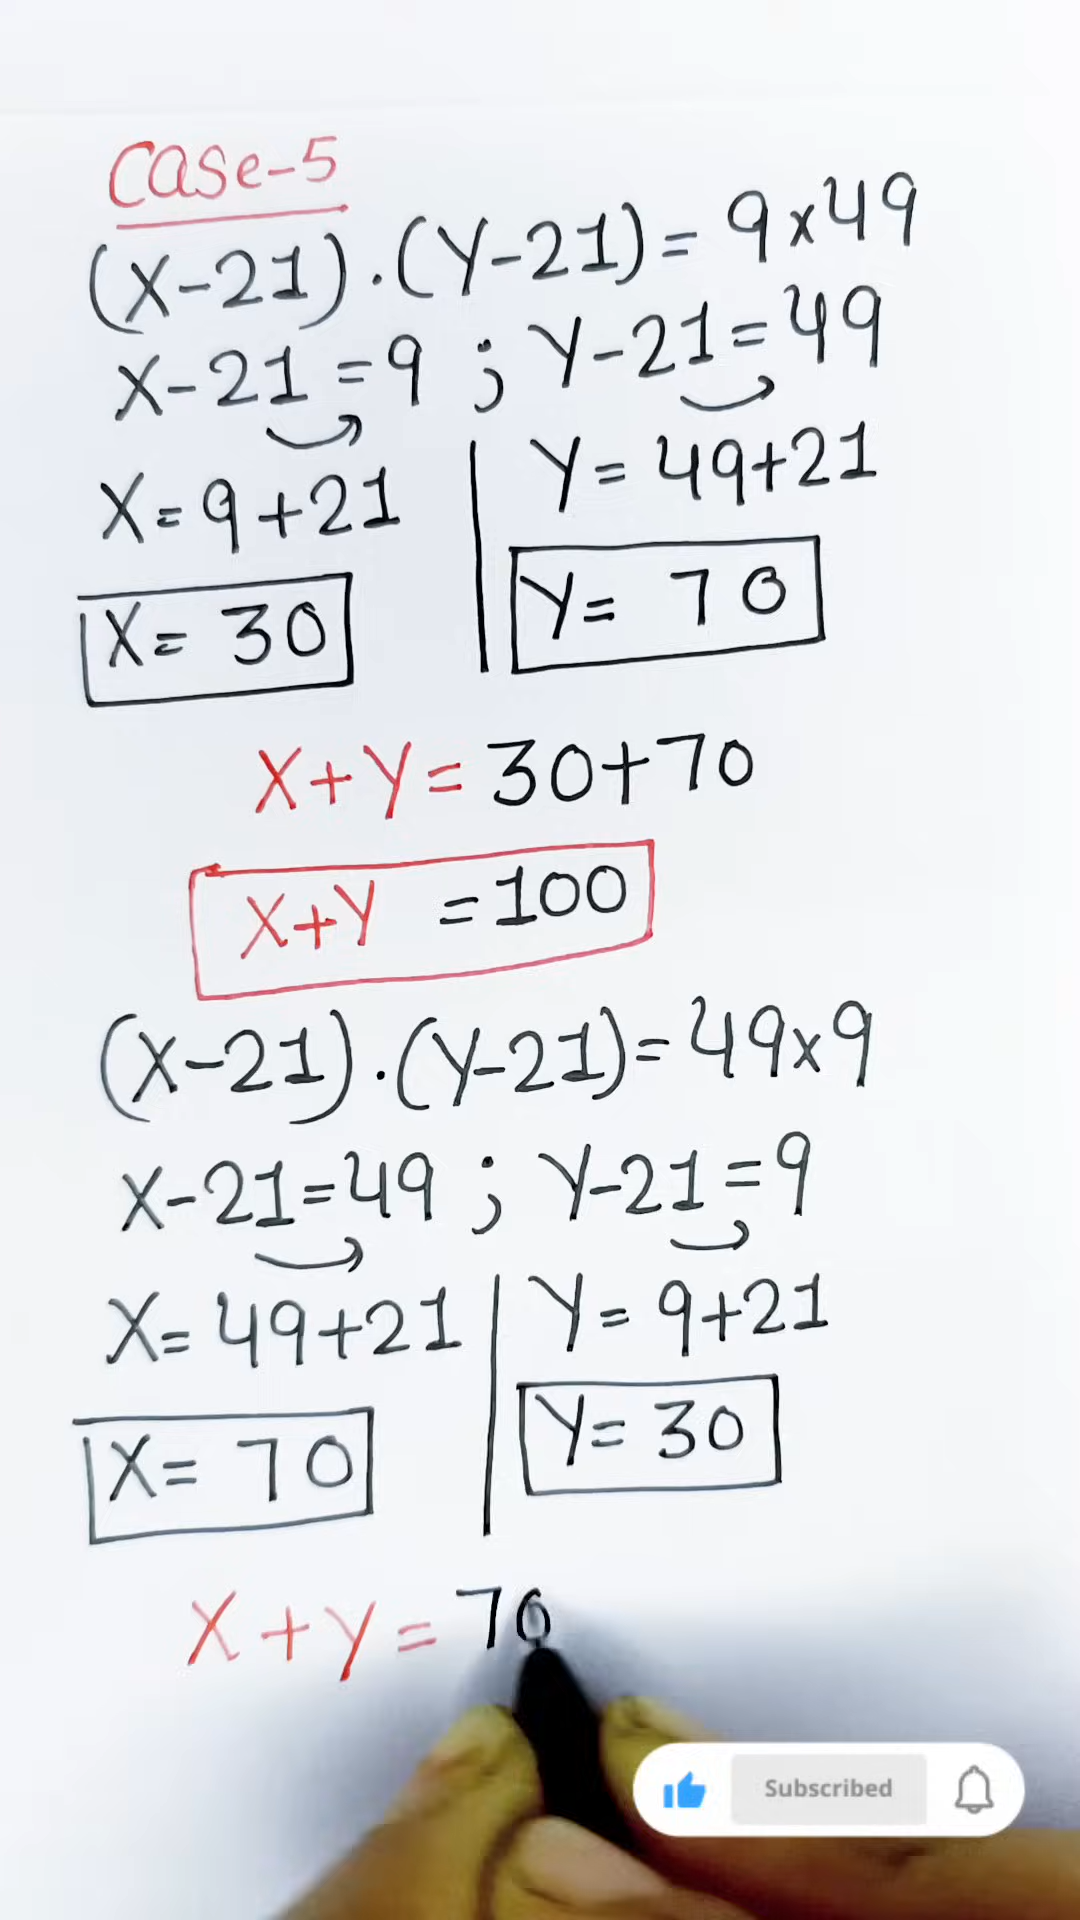 CASe-5
(X-21).(Y-21)= 9x49
X-21=9 ; Y-21=49
X=9+21
Y=49+21
X= 30
Y= 70
X+Y=30+70
X+Y =100
(X-21).(Y-21)=49x9
X-21=49 ; Y-21=9
X=49+21
Y=9+21
X= 70
Y=30
X+Y=70
Subscribed